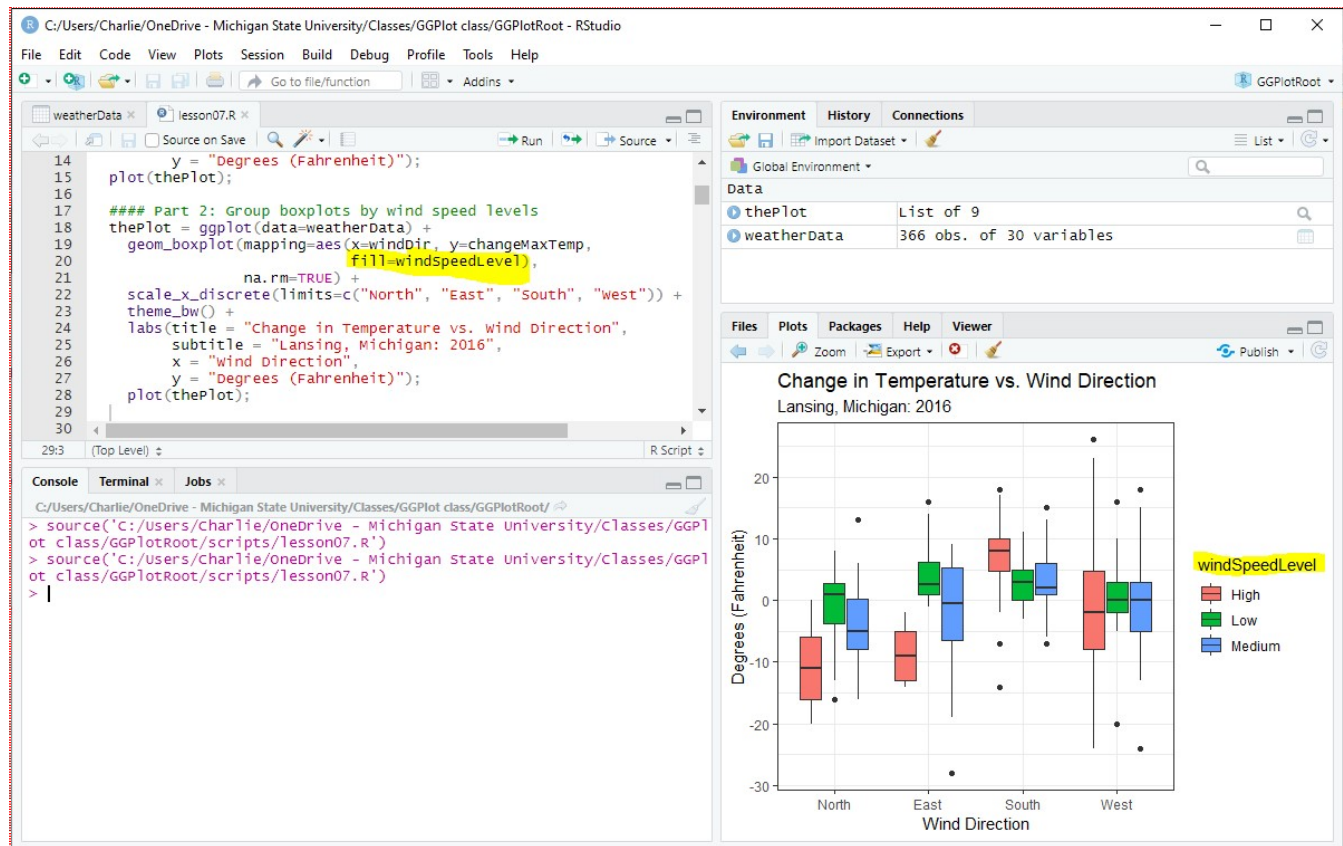 C:/Users/Charlie/OneDrive - Michigan State University/Classes/GGPlot class/GGPlotRoot - RStudio
File Edit Code View Plots Session Build Debug Profile Tools Help
Go to file/function Addins GGPlotRoot
weatherData lesson07.R
Source on Save Run Source
14 y = "Degrees (Fahrenheit)");
15 plot(thePlot);
16
17 #### Part 2: Group boxplots by wind speed levels
18 thePlot = ggplot(data=weatherData) +
19 geom_boxplot(mapping=aes(x=windDir, y=changeMaxTemp,
20 fill=windSpeedLevel),
21 na.rm=TRUE) +
22 scale_x_discrete(limits=c("North", "East", "South", "West")) +
23 theme_bw() +
24 labs(title = "Change in Temperature vs. Wind Direction",
25 subtitle = "Lansing, Michigan: 2016",
26 x = "Wind Direction",
27 y = "Degrees (Fahrenheit)");
28 plot(thePlot);
29
30
29:3 (Top Level) R Script
Console Terminal Jobs
C:/Users/Charlie/OneDrive - Michigan State University/Classes/GGPlot class/GGPlotRoot/
> source('C:/Users/Charlie/OneDrive - Michigan State University/Classes/GGPl
ot class/GGPlotRoot/scripts/lesson07.R')
> source('C:/Users/Charlie/OneDrive - Michigan State University/Classes/GGPl
ot class/GGPlotRoot/scripts/lesson07.R')
>
Environment History Connections
Import Dataset List
Global Environment
Data
thePlot List of 9
weatherData 366 obs. of 30 variables
Files Plots Packages Help Viewer
Zoom Export Publish
Change in Temperature vs. Wind Direction
Lansing, Michigan: 2016
Degrees (Fahrenheit)
20
10
0
-10
-20
-30
North East South West
Wind Direction
windSpeedLevel
High
Low
Medium